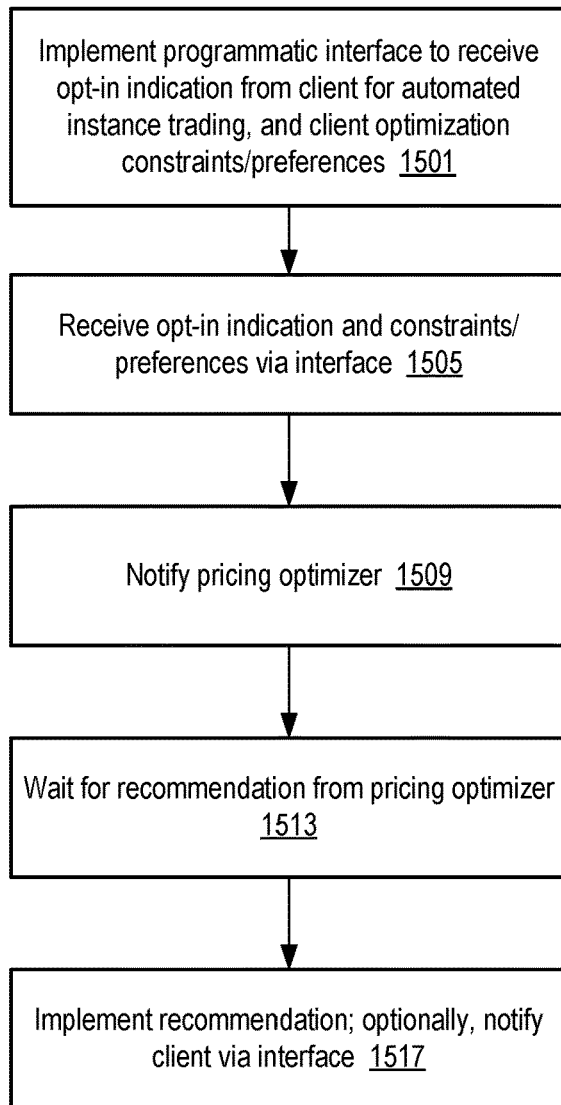 Implement programmatic interface to receive
opt-in indication from client for automated
instance trading, and client optimization
constraints/preferences 1501
Receive opt-in indication and constraints/
preferences via interface 1505
Notify pricing optimizer 1509
Wait for recommendation from pricing optimizer
1513
Implement recommendation; optionally, notify
client via interface 1517